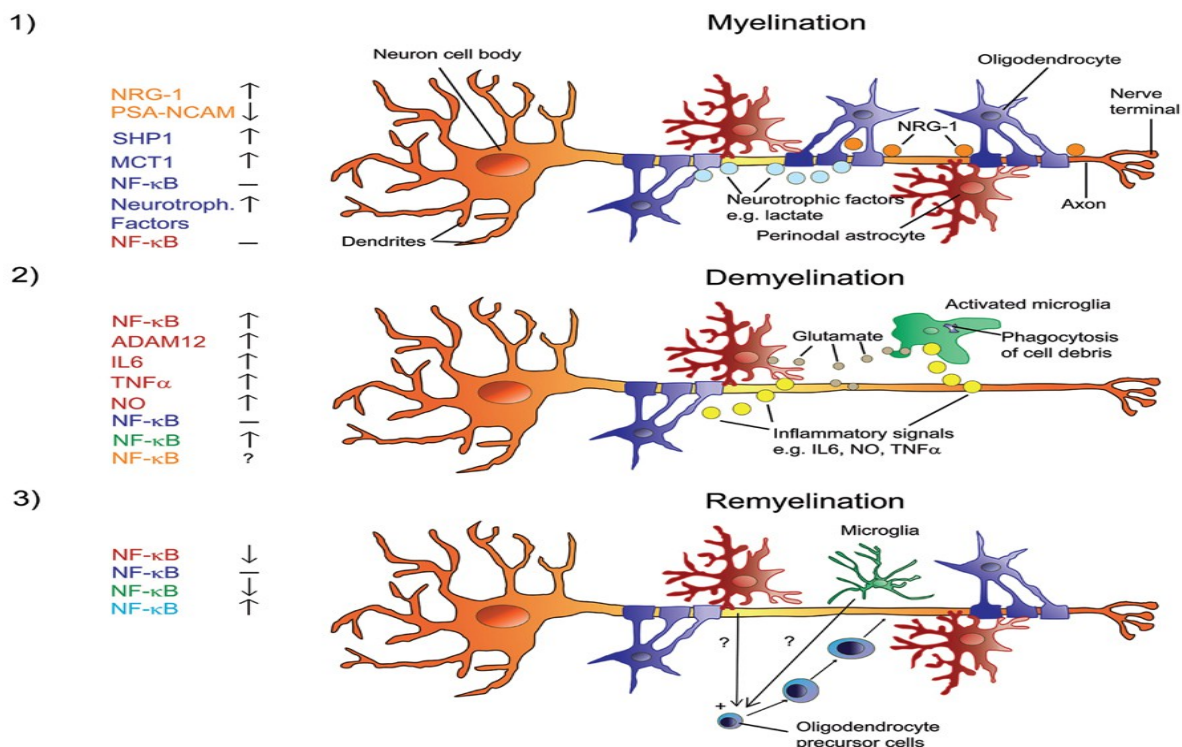 1)
Myelination
NRG-1 ↑
PSA-NCAM ↓
SHP1 ↑
MCT1 ↑
NF-κB –
Neurotroph. ↑
Factors
NF-κB –
Neuron cell body
Oligodendrocyte
Nerve
terminal
NRG-1
Neurotrophic factors
e.g. lactate
Axon
Dendrites
Perinodal astrocyte
2)
Demyelination
NF-κB ↑
ADAM12 ↑
IL6 ↑
TNFα ↑
NO ↑
NF-κB –
NF-κB ↑
NF-κB ?
Activated microglia
Glutamate
Phagocytosis
of cell debris
Inflammatory signals
e.g. IL6, NO, TNFα
3)
Remyelination
NF-κB ↓
NF-κB –
NF-κB ↓
NF-κB ↑
Microglia
?
?
+
Oligodendrocyte
precursor cells